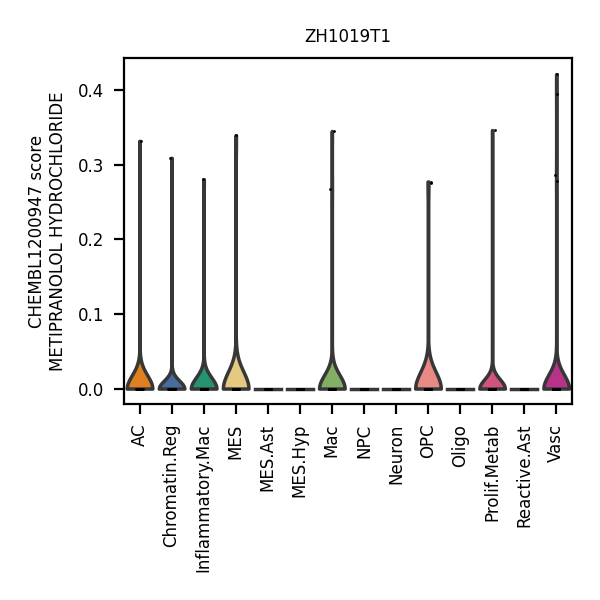 ZH1019T1
CHEMBL1200947 score
METIPRANOLOL HYDROCHLORIDE
0.4
0.3
0.2
0.1
0.0
AC
Chromatin.Reg
Inflammatory.Mac
MES
MES.Ast
MES.Hyp
Mac
NPC
Neuron
OPC
Oligo
Prolif.Metab
Reactive.Ast
Vasc